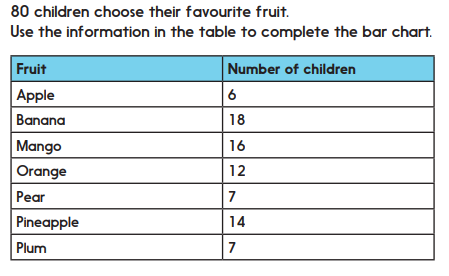 80 children choose their favourite fruit.
Use the information in the table to complete the bar chart.
Fruit Number of children
Apple 6
Banana 18
Mango 16
Orange 12
Pear 7
Pineapple 14
Plum 7